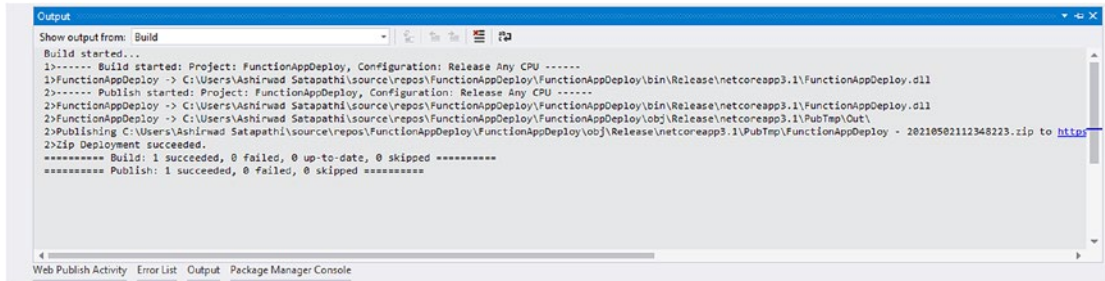 Output
Show output from: Build
Build started...
1>------ Build started: Project: FunctionAppDeploy, Configuration: Release Any CPU ------
1>FunctionAppDeploy -> C:\Users\Ashirwad Satapathi\source\repos\FunctionAppDeploy\FunctionAppDeploy\bin\Release\netcoreapp3.1\FunctionAppDeploy.dll
2>------ Publish started: Project: FunctionAppDeploy, Configuration: Release Any CPU ------
2>FunctionAppDeploy -> C:\Users\Ashirwad Satapathi\source\repos\FunctionAppDeploy\FunctionAppDeploy\bin\Release\netcoreapp3.1\FunctionAppDeploy.dll
2>FunctionAppDeploy -> C:\Users\Ashirwad Satapathi\source\repos\FunctionAppDeploy\FunctionAppDeploy\obj\Release\netcoreapp3.1\PubTmp\Out\
2>Publishing C:\Users\Ashirwad Satapathi\source\repos\FunctionAppDeploy\FunctionAppDeploy\obj\Release\netcoreapp3.1\PubTmp\FunctionAppDeploy - 20210502112348223.zip to https
2>Zip Deployment succeeded.
========== Build: 1 succeeded, 0 failed, 0 up-to-date, 0 skipped ==========
========== Publish: 1 succeeded, 0 failed, 0 skipped ==========
Web Publish Activity Error List Output Package Manager Console